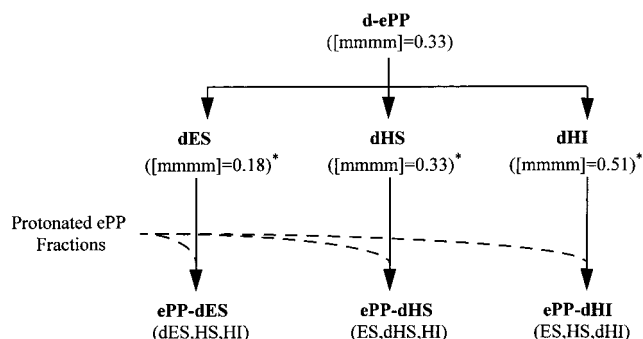 d-ePP
([mmmm]=0.33)
dES dHS dHI
([mmmm]=0.18)* ([mmmm]=0.33)* ([mmmm]=0.51)*
Protonated ePP
Fractions
ePP-dES ePP-dHS ePP-dHI
(dES,HS,HI) (ES,dHS,HI) (ES,HS,dHI)